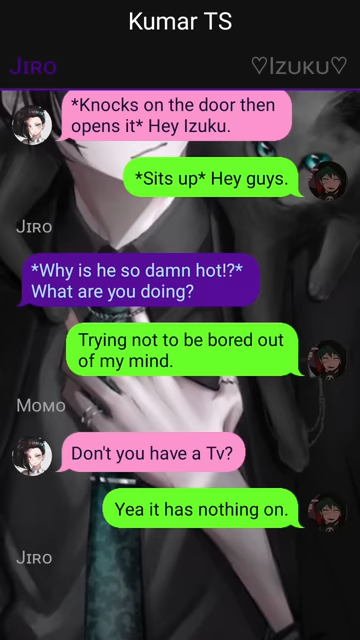 Kumar TS
Jiro
♡Izuku♡
*Knocks on the door then
opens it* Hey Izuku.
*Sits up* Hey guys.
Jiro
*Why is he so damn hot!?*
What are you doing?
Trying not to be bored out
of my mind.
Momo
Don't you have a Tv?
Yea it has nothing on.
Jiro